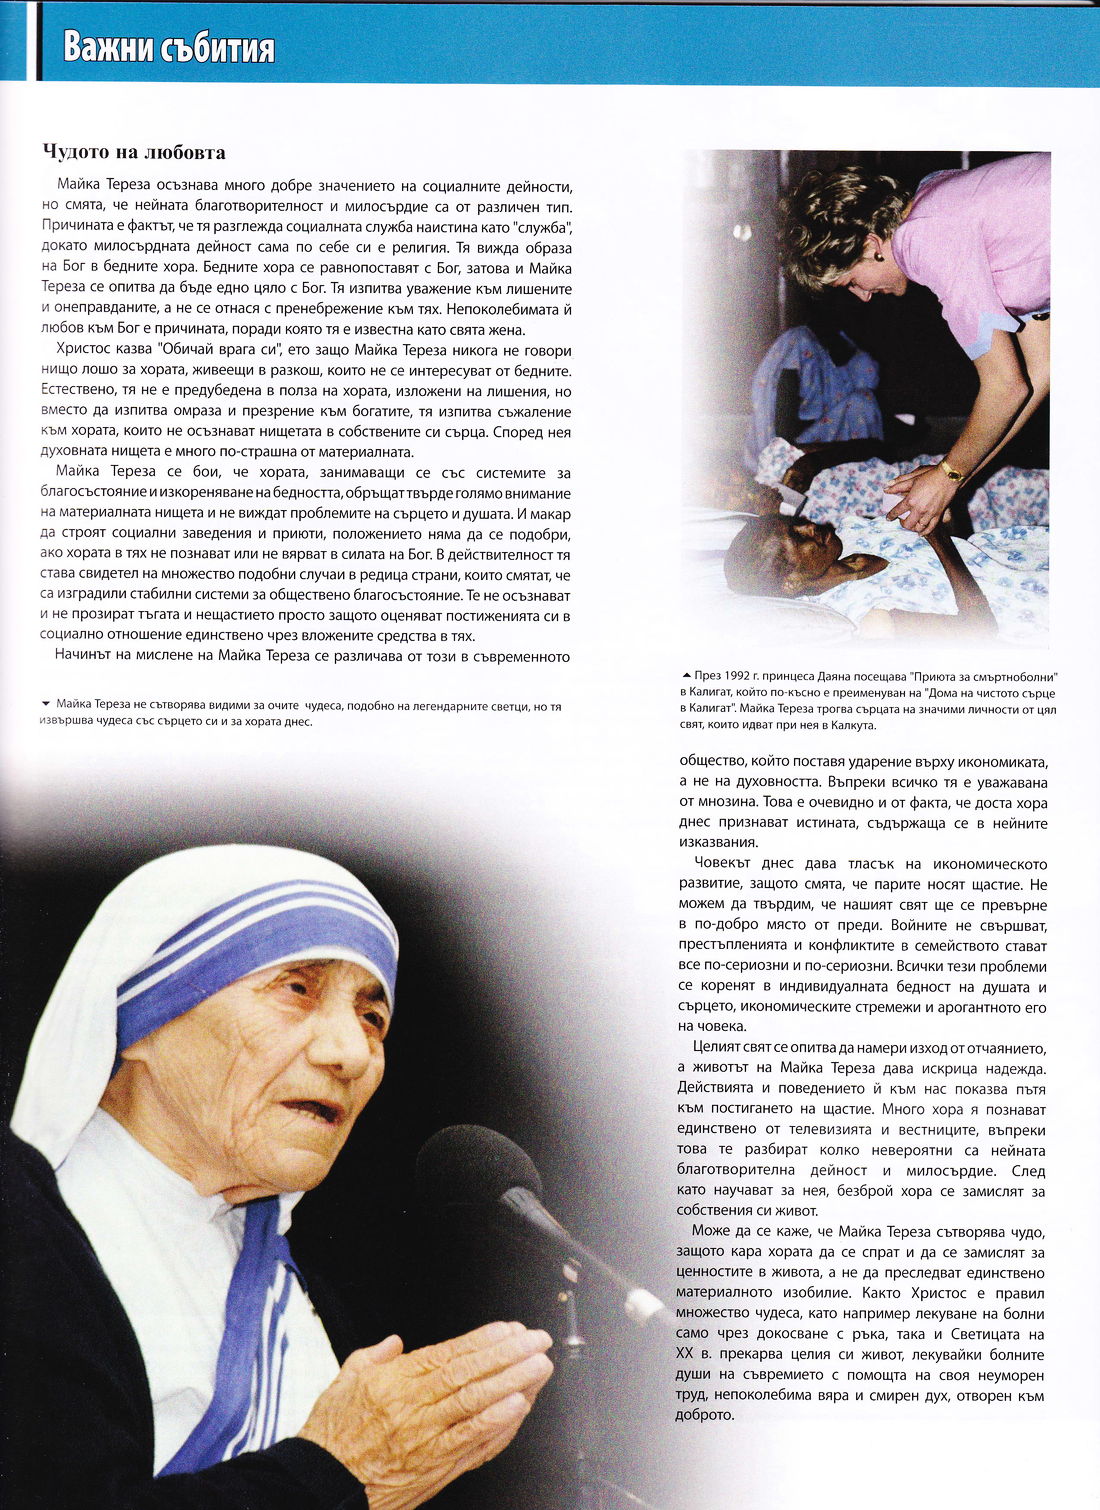 Важни събития
Чудото на любовта
Майка Тереза осъзнава много добре значението на социалните дейности,
но смята, че нейната благотворителност и милосърдие са от различен тип.
Причината е фактът, че тя разглежда социалната служба наистина като "служба",
докато милосърдната дейност сама по себе си е религия. Тя вижда образа
на Бог в бедните хора. Бедните хора се равнопоставят с Бог, затова и Майка
Тереза се опитва да бъде едно цяло с Бог. Тя изпитва уважение към лишените
и онеправданите, а не се отнася с пренебрежение към тях. Непоколебимата й
любов към Бог е причината, поради която тя е известна като свята жена.
Христос казва "Обичай врага си", ето защо Майка Тереза никога не говори
нищо лошо за хората, живеещи в разкош, които не се интересуват от бедните.
Естествено, тя не е предубедена в полза на хората, изложени на лишения, но
вместо да изпитва омраза и презрение към богатите, тя изпитва съжаление
към хората, които не осъзнават нищетата в собствените си сърца. Според нея
духовната нищета е много по-страшна от материалната.
Майка Тереза се бои, че хората, занимаващи се със системите за
благосъстояние и изкореняване на бедността, обръщат твърде голямо внимание
на материалната нищета и не виждат проблемите на сърцето и душата. И макар
да строят социални заведения и приюти, положението няма да се подобри,
ако хората в тях не познават или не вярват в силата на Бог. В действителност тя
става свидетел на множество подобни случаи в редица страни, които смятат, че
са изградили стабилни системи за обществено благосъстояние. Те не осъзнават
и не прозират тъгата и нещастието просто защото оценяват постиженията си в
социално отношение единствено чрез вложените средства в тях.
Начинът на мислене на Майка Тереза се различава от този в съвременното
▼ Майка Тереза не сътворява видими за очите чудеса, подобно на легендарните светци, но тя
извършва чудеса със сърцето си и за хората днес.
▲ През 1992 г. принцеса Даяна посещава "Приюта за смъртноболни"
в Калигат, който по-късно е преименуван на "Дома на чистото сърце
в Калигат". Майка Тереза трогва сърцата на значими личности от цял
свят, които идват при нея в Калкута.
общество, който поставя ударение върху икономиката,
а не на духовността. Въпреки всичко тя е уважавана
от мнозина. Това е очевидно и от факта, че доста хора
днес признават истината, съдържаща се в нейните
изказвания.
Човекът днес дава тласък на икономическото
развитие, защото смята, че парите носят щастие. Не
можем да твърдим, че нашият свят ще се превърне
в по-добро място от преди. Войните не свършват,
престъпленията и конфликтите в семейството стават
все по-сериозни и по-сериозни. Всички тези проблеми
се коренят в индивидуалната бедност на душата и
сърцето, икономическите стремежи и арогантното его
на човека.
Целият свят се опитва да намери изход от отчаянието,
а животът на Майка Тереза дава искрица надежда.
Действията и поведението й към нас показва пътя
към постигането на щастие. Много хора я познават
единствено от телевизията и вестниците, въпреки
това те разбират колко невероятни са нейната
благотворителна дейност и милосърдие. След
като научават за нея, безброй хора се замислят за
собствения си живот.
Може да се каже, че Майка Тереза сътворява чудо,
защото кара хората да се спрат и да се замислят за
ценностите в живота, а не да преследват единствено
материалното изобилие. Както Христос е правил
множество чудеса, като например лекуване на болни
само чрез докосване с ръка, така и Светицата на
XX в. прекарва целия си живот, лекувайки болните
души на съвремието с помощта на своя неуморен
труд, непоколебима вяра и смирен дух, отворен към
доброто.